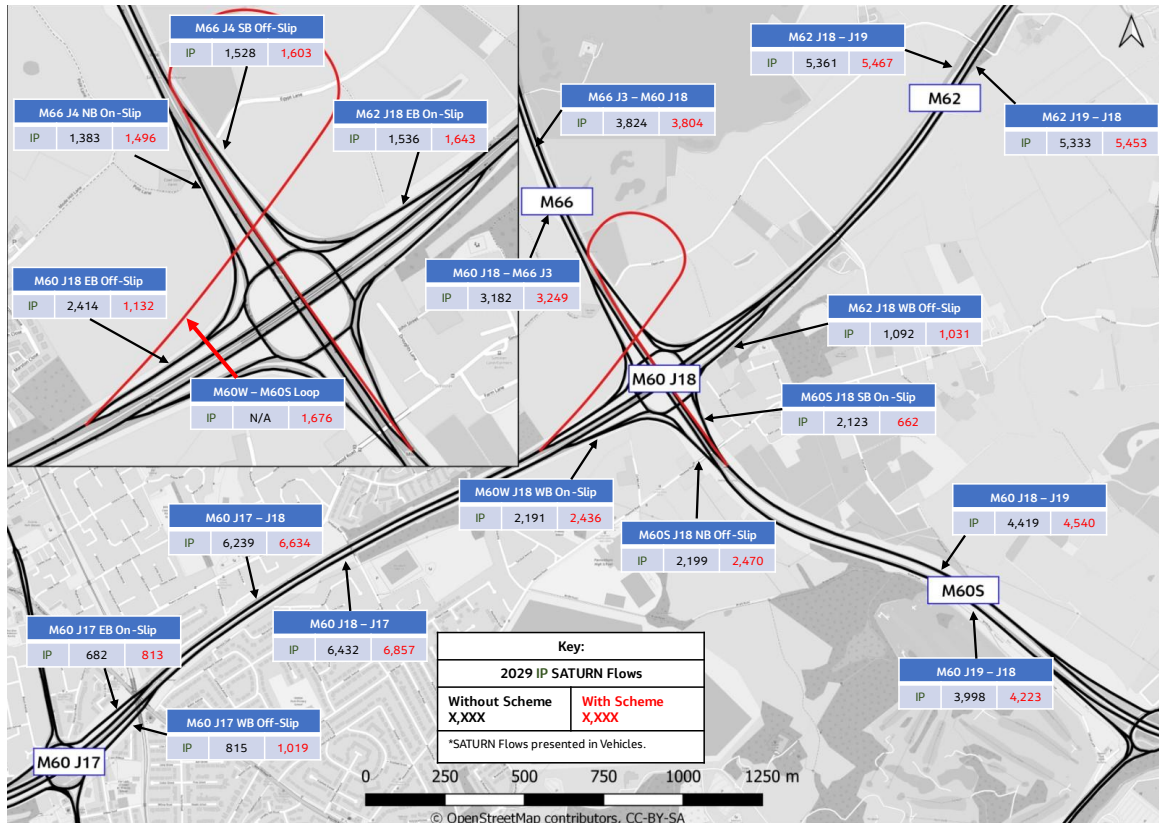 M66 J4 SB Off-Slip
IP 1,528 1,603
M66 J4 NB On-Slip
IP 1,383 1,496
M62 J18 EB On-Slip
IP 1,536 1,643
M60 J18 EB Off-Slip
IP 2,414 1,132
M60W – M60S Loop
IP N/A 1,676
M62 J18 – J19
IP 5,361 5,467
M62
M66 J3 – M60 J18
IP 3,824 3,804
M62 J19 – J18
IP 5,333 5,453
M66
M60 J18 – M66 J3
IP 3,182 3,249
M62 J18 WB Off-Slip
IP 1,092 1,031
M60 J18
M60S J18 SB On-Slip
IP 2,123 662
M60W J18 WB On-Slip
IP 2,191 2,436
M60S J18 NB Off-Slip
IP 2,199 2,470
M60 J18 – J19
IP 4,419 4,540
M60S
M60 J17 – J18
IP 6,239 6,634
M60 J18 – J17
IP 6,432 6,857
M60 J17 EB On-Slip
IP 682 813
M60 J17 WB Off-Slip
IP 815 1,019
M60 J17
M60 J19 – J18
IP 3,998 4,223
Key:
2029 IP SATURN Flows
Without Scheme
X,XXX
With Scheme
X,XXX
*SATURN Flows presented in Vehicles.
0 250 500 750 1000 1250 m
© OpenStreetMap contributors, CC-BY-SA